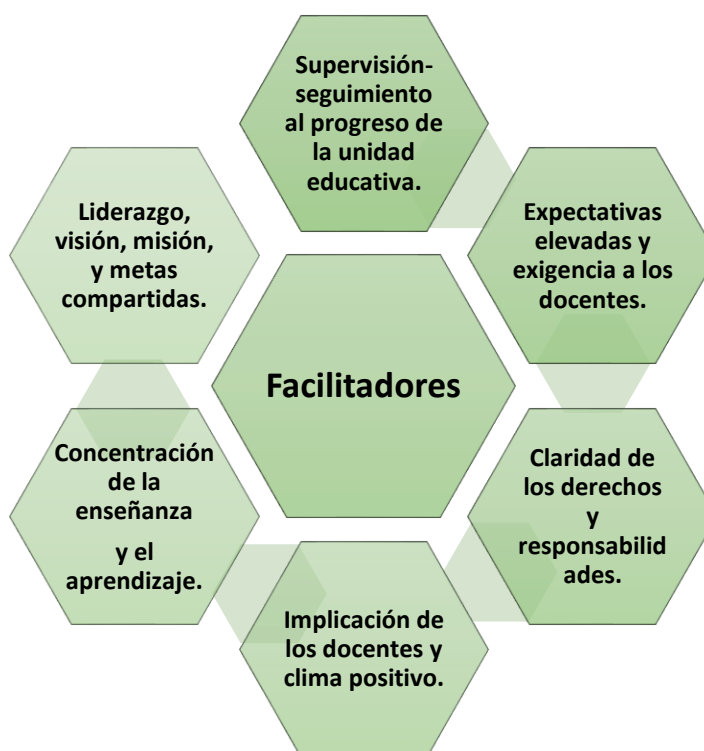 Supervisión-
seguimiento
al progreso de
la unidad
educativa.
Expectativas
elevadas y
exigencia a los
docentes.
Claridad de
los derechos
y
responsabilid
ades.
Implicación de
los docentes y
clima positivo.
Concentración
de la
enseñanza
y el
aprendizaje.
Liderazgo,
visión, misión,
y metas
compartidas.
Facilitadores